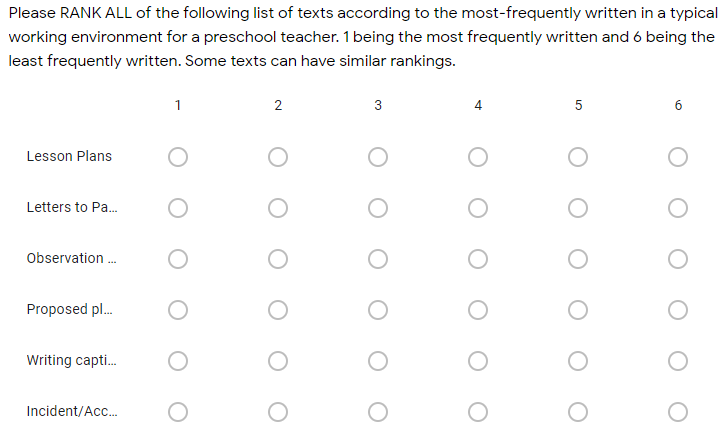 Please RANK ALL of the following list of texts according to the most-frequently written in a typical
working environment for a preschool teacher. 1 being the most frequently written and 6 being the
least frequently written. Some texts can have similar rankings.
1 2 3 4 5 6
Lesson Plans
Letters to Pa...
Observation ...
Proposed pl...
Writing capti...
Incident/Acc...